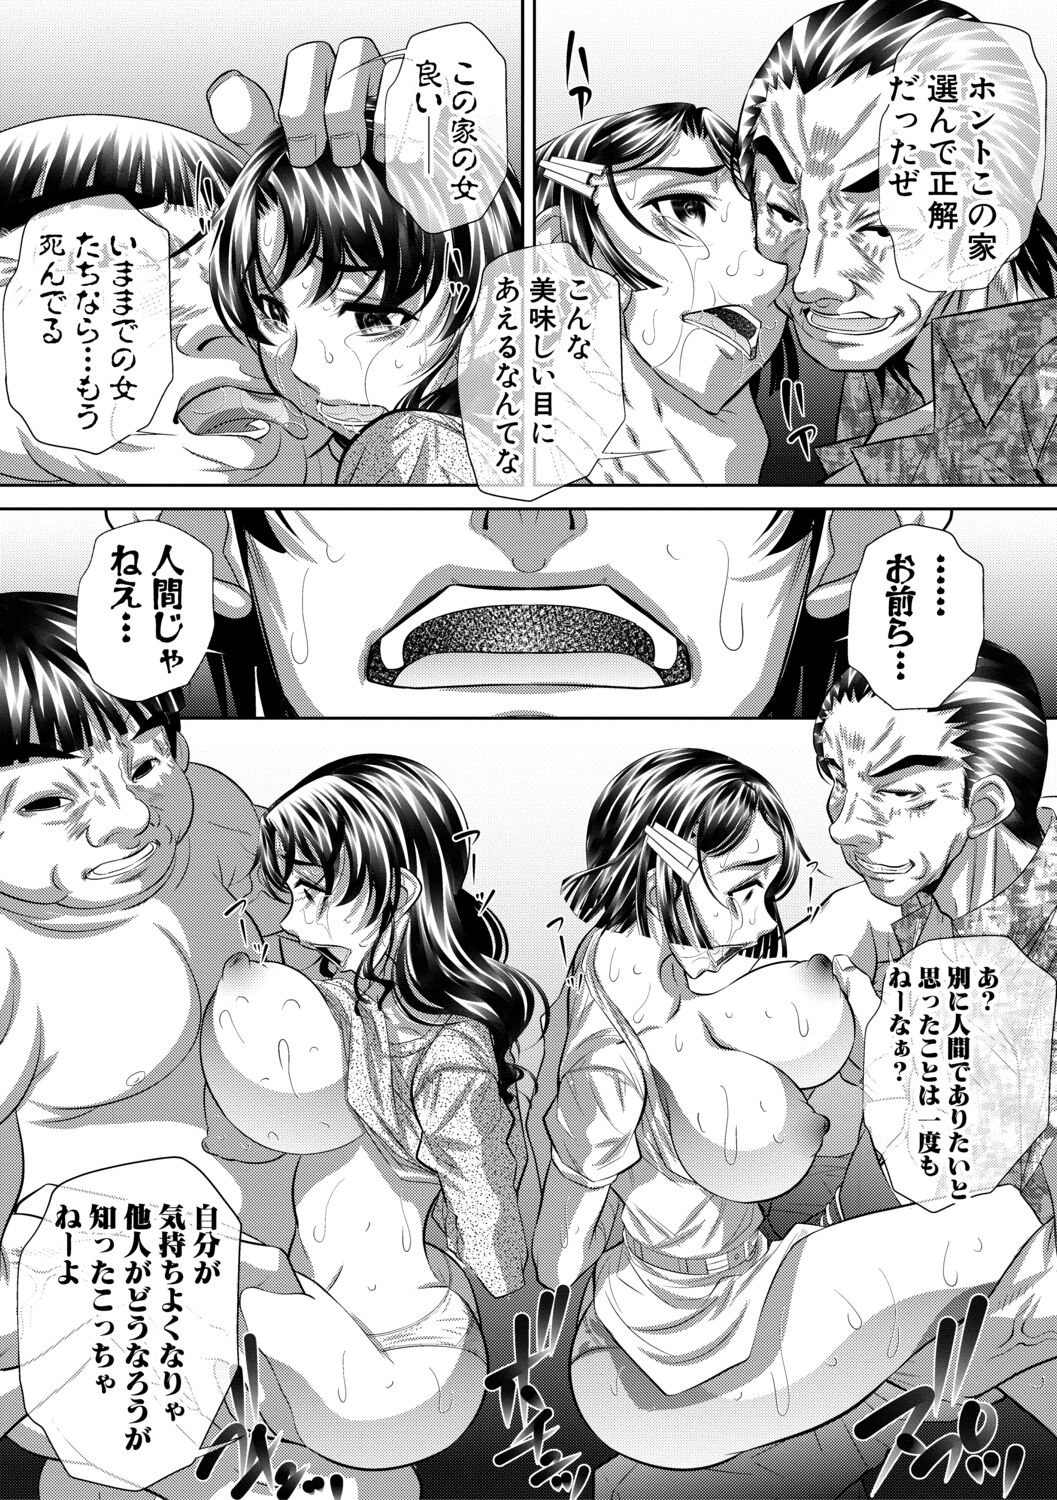 ホントこの家
選んで正解
だったぜ
こんな
美味しい目に
あえるなんてな
この家の女
良い――
いままでの女
たちなら…もう
死んでる
……
お前ら…
人間じゃ
ねえ…
あ？
別に人間でありたいと
思ったことは一度も
ねーなぁ？
自分が
気持ちよくなりゃ
他人がどうなろうが
知ったこっちゃ
ねーよ